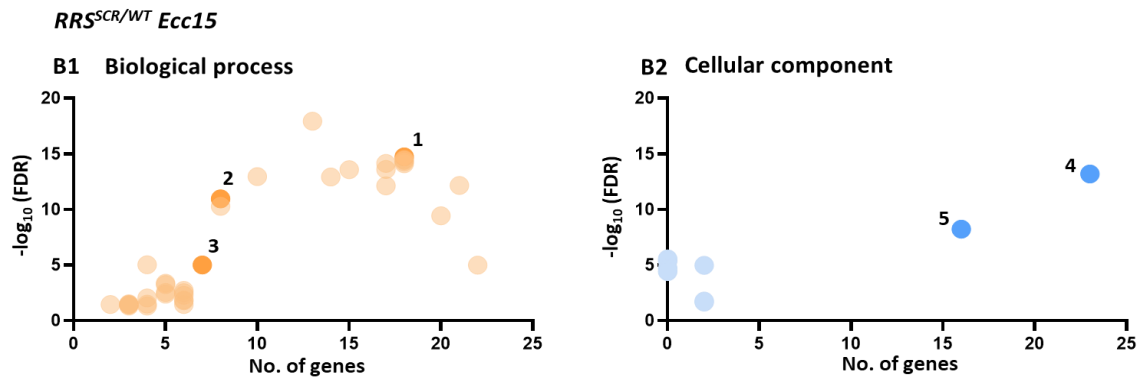 RRS^SCR/WT Ecc15
B1 Biological process
20
15
10
5
0
-log10 (FDR)
1
2
3
0 5 10 15 20 25
No. of genes
B2 Cellular component
20
15
10
5
0
-log10 (FDR)
4
5
0 5 10 15 20 25
No. of genes